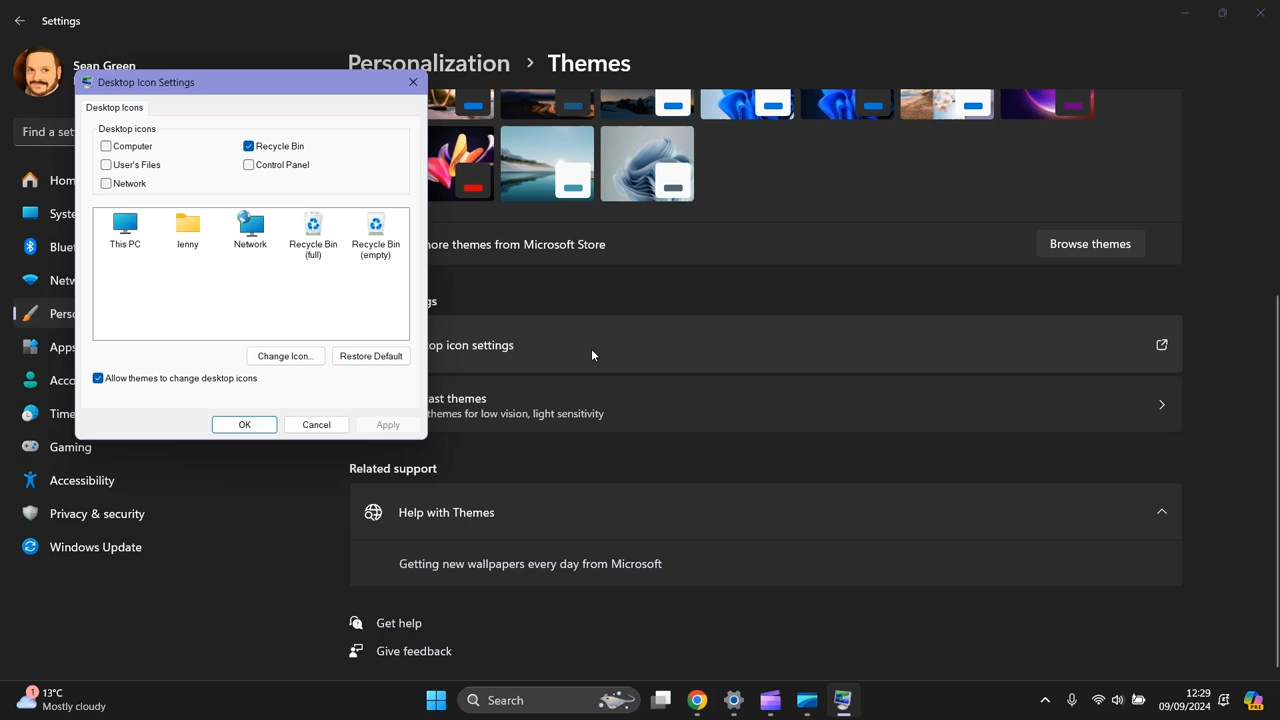 Settings
Sean Green
Find a set
Hom
Syste
Bluet
Netw
Perso
Apps
Acco
Time
Gaming
Accessibility
Privacy & security
Windows Update
Desktop Icon Settings
Desktop Icons
Desktop icons
Computer
Recycle Bin
User's Files
Control Panel
Network
This PC
lenny
Network
Recycle Bin (full)
Recycle Bin (empty)
Change Icon...
Restore Default
Allow themes to change desktop icons
OK
Cancel
Apply
Personalization > Themes
ore themes from Microsoft Store
Browse themes
gs
op icon settings
ast themes
themes for low vision, light sensitivity
Related support
Help with Themes
Getting new wallpapers every day from Microsoft
Get help
Give feedback
1
13°C
Mostly cloudy
Search
12:29
09/09/2024
PRE